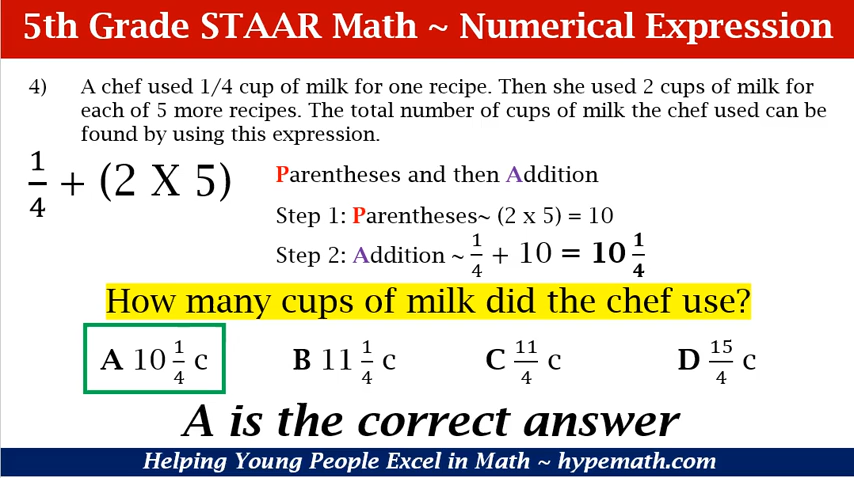 5th Grade STAAR Math ~ Numerical Expression
4) A chef used 1/4 cup of milk for one recipe. Then she used 2 cups of milk for
each of 5 more recipes. The total number of cups of milk the chef used can be
found by using this expression.
1/4 + (2 X 5)
Parentheses and then Addition
Step 1: Parentheses~ (2 x 5) = 10
Step 2: Addition ~ 1/4 + 10 = 10 1/4
How many cups of milk did the chef use?
A 10 1/4 c B 11 1/4 c C 11/4 c D 15/4 c
A is the correct answer
Helping Young People Excel in Math ~ hypemath.com